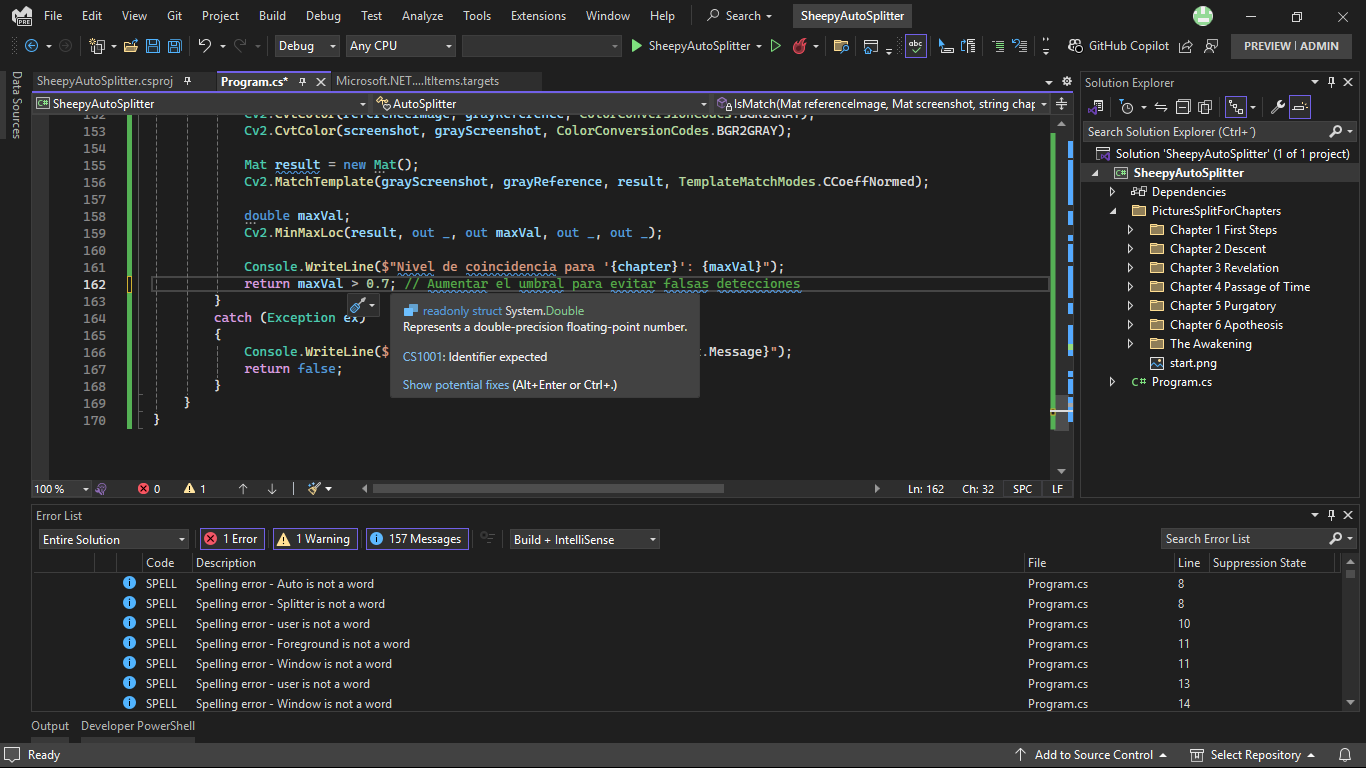 File Edit View Git Project Build Debug Test Analyze Tools Extensions Window Help Search SheepyAutoSplitter
PRE
Debug Any CPU SheepyAutoSplitter abc GitHub Copilot PREVIEW | ADMIN
Data Sources
SheepyAutoSplitter.csproj Program.cs* Microsoft.NET....ltItems.targets
C# SheepyAutoSplitter AutoSplitter IsMatch(Mat referenceImage, Mat screenshot, string chap
152 Cv2.CvtColor(referenceImage, grayReference, ColorConversionCodes.BGR2GRAY);
153 Cv2.CvtColor(screenshot, grayScreenshot, ColorConversionCodes.BGR2GRAY);
154
155 Mat result = new Mat();
156 Cv2.MatchTemplate(grayScreenshot, grayReference, result, TemplateMatchModes.CCoeffNormed);
157
158 double maxVal;
159 Cv2.MinMaxLoc(result, out _, out maxVal, out _, out _);
160
161 Console.WriteLine($"Nivel de coincidencia para '{chapter}': {maxVal}");
162 return maxVal > 0.7; // Aumentar el umbral para evitar falsas detecciones
163 }
164 catch (Exception ex)
165 {
166 Console.WriteLine($ .Message}");
167 return false;
168 }
169 }
170 }
readonly struct System.Double
Represents a double-precision floating-point number.
CS1001: Identifier expected
Show potential fixes (Alt+Enter or Ctrl+.)
100 % 0 1 Ln: 162 Ch: 32 SPC LF
Solution Explorer
Search Solution Explorer (Ctrl+´)
Solution 'SheepyAutoSplitter' (1 of 1 project)
C# SheepyAutoSplitter
Dependencies
PicturesSplitForChapters
Chapter 1 First Steps
Chapter 2 Descent
Chapter 3 Revelation
Chapter 4 Passage of Time
Chapter 5 Purgatory
Chapter 6 Apotheosis
The Awakening
start.png
C# Program.cs
Error List
Entire Solution 1 Error 1 Warning 157 Messages Build + IntelliSense Search Error List
Code Description File Line Suppression State
SPELL Spelling error - Auto is not a word Program.cs 8
SPELL Spelling error - Splitter is not a word Program.cs 8
SPELL Spelling error - user is not a word Program.cs 10
SPELL Spelling error - Foreground is not a word Program.cs 11
SPELL Spelling error - Window is not a word Program.cs 11
SPELL Spelling error - user is not a word Program.cs 13
SPELL Spelling error - Window is not a word Program.cs 14
Output Developer PowerShell
Ready Add to Source Control Select Repository